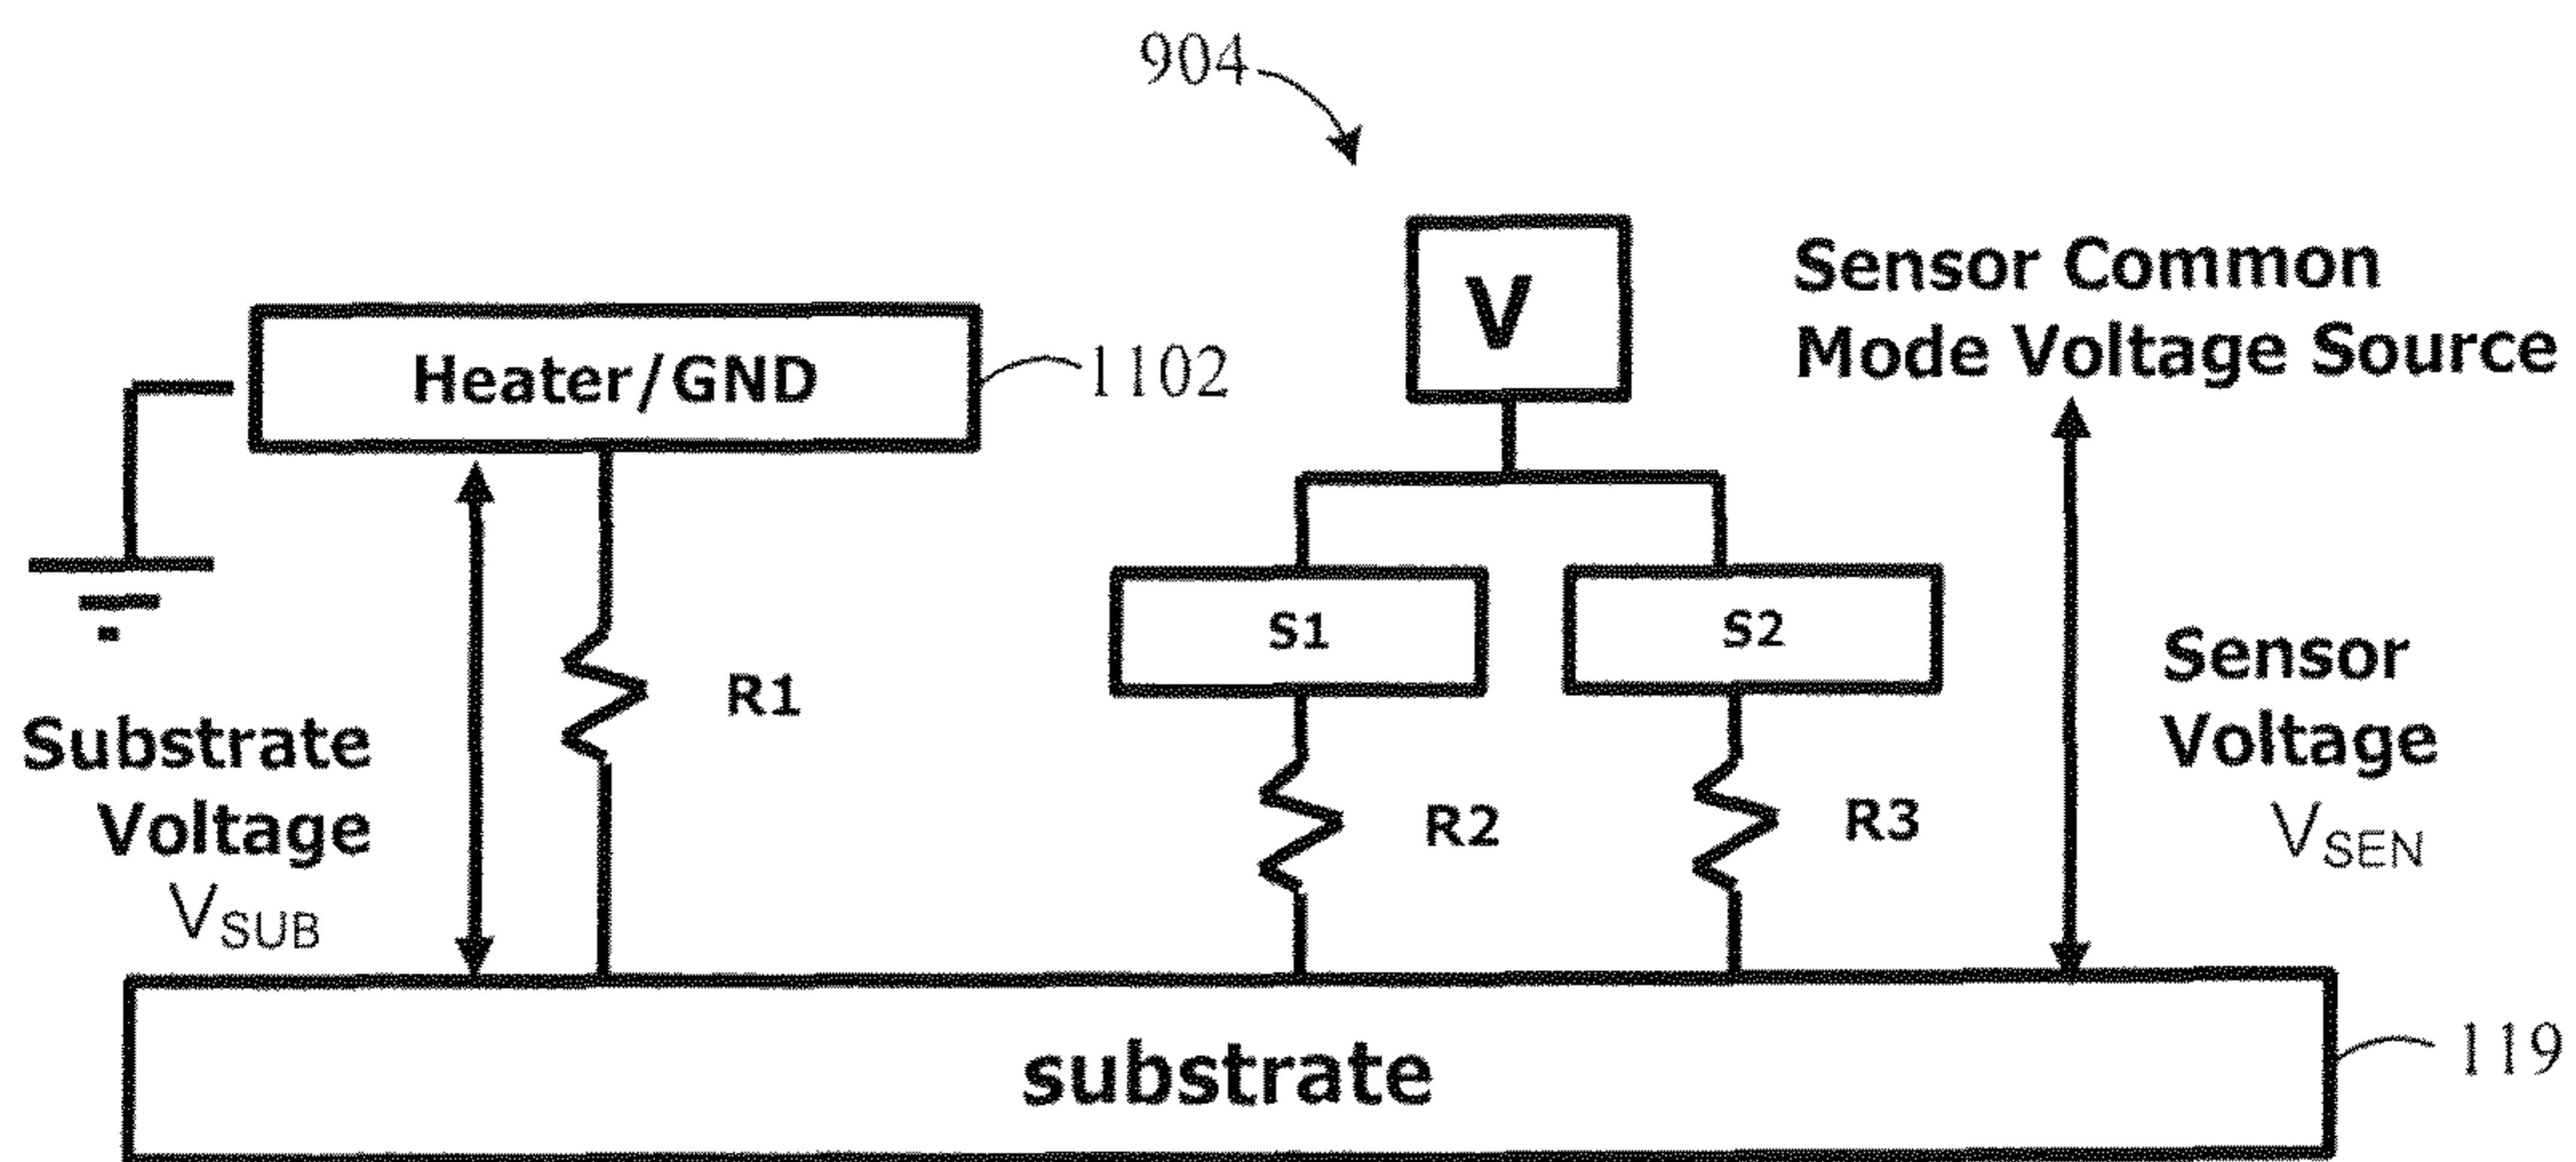 904
V
Sensor Common
Mode Voltage Source
Heater/GND
1102
S1
S2
R1
R2
R3
Substrate
Voltage
VSUB
Sensor
Voltage
VSEN
substrate
119